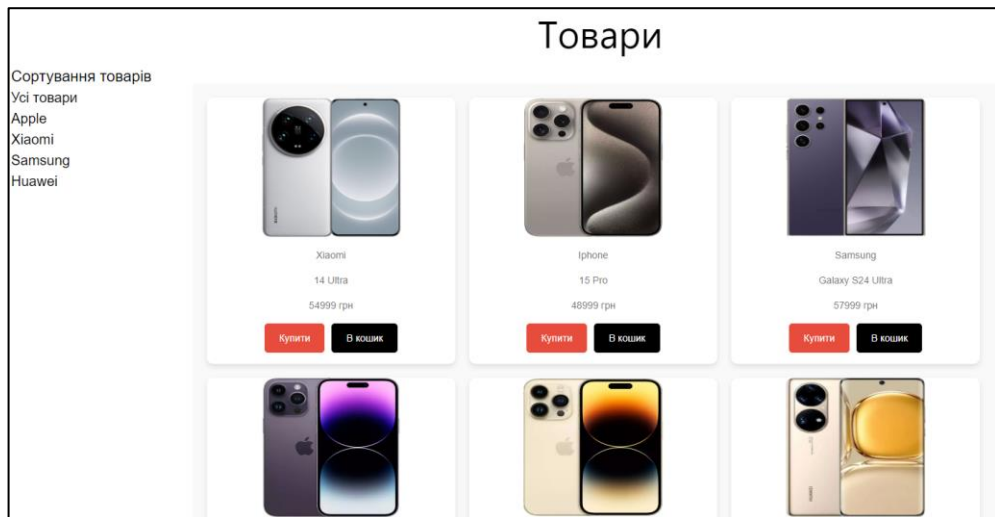 Товари
Сортування товарів
Усі товари
Apple
Xiaomi
Samsung
Huawei
Xiaomi
14 Ultra
54999 грн
Купити
В кошик
Iphone
15 Pro
48999 грн
Купити
В кошик
Samsung
Galaxy S24 Ultra
57999 грн
Купити
В кошик